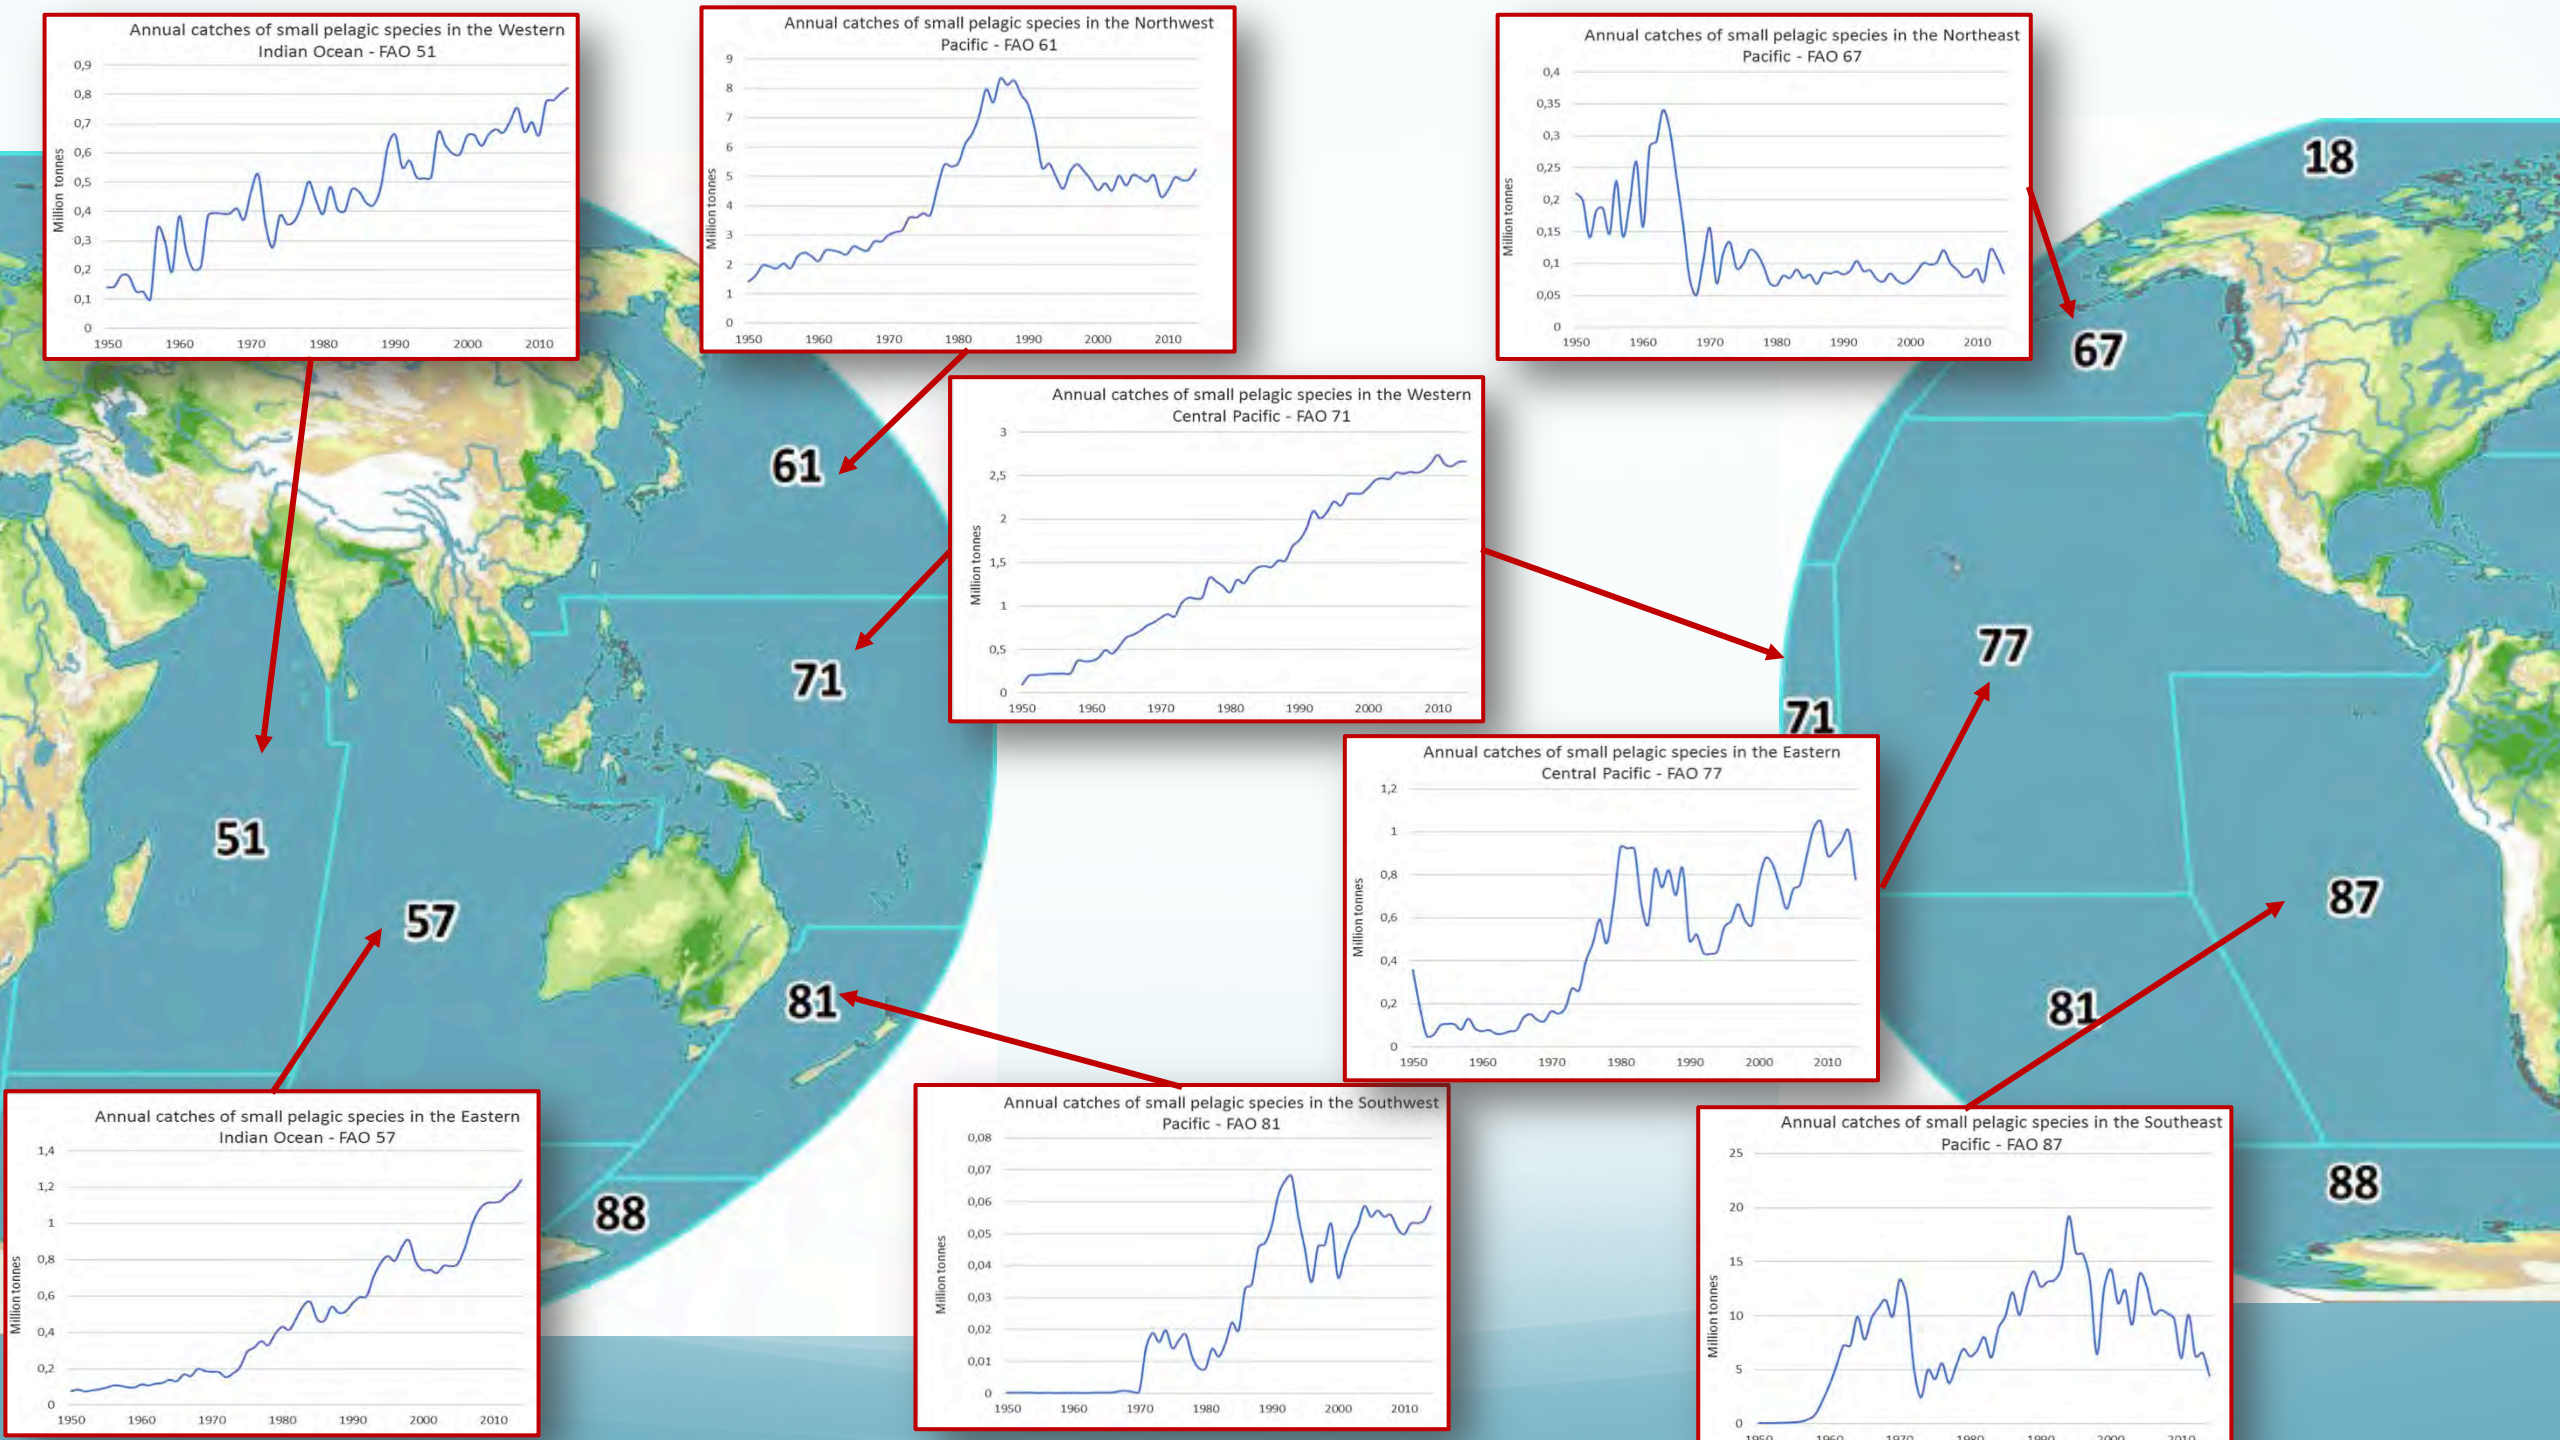 Annual catches of small pelagic species in the Western
Indian Ocean - FAO 51
Million tonnes
0,9
0,8
0,7
0,6
0,5
0,4
0,3
0,2
0,1
0
1950 1960 1970 1980 1990 2000 2010
Annual catches of small pelagic species in the Northwest
Pacific - FAO 61
Million tonnes
9
8
7
6
5
4
3
2
1
0
1950 1960 1970 1980 1990 2000 2010
Annual catches of small pelagic species in the Northeast
Pacific - FAO 67
Million tonnes
0,4
0,35
0,3
0,25
0,2
0,15
0,1
0,05
0
1950 1960 1970 1980 1990 2000 2010
18
67
Annual catches of small pelagic species in the Western
Central Pacific - FAO 71
Million tonnes
3
2,5
2
1,5
1
0,5
0
1950 1960 1970 1980 1990 2000 2010
61
71
77
71
51
57
81
87
81
Annual catches of small pelagic species in the Eastern
Central Pacific - FAO 77
Million tonnes
1,2
1
0,8
0,6
0,4
0,2
0
1950 1960 1970 1980 1990 2000 2010
Annual catches of small pelagic species in the Eastern
Indian Ocean - FAO 57
Million tonnes
1,4
1,2
1
0,8
0,6
0,4
0,2
0
1950 1960 1970 1980 1990 2000 2010
88
Annual catches of small pelagic species in the Southwest
Pacific - FAO 81
Million tonnes
0,08
0,07
0,06
0,05
0,04
0,03
0,02
0,01
0
1950 1960 1970 1980 1990 2000 2010
Annual catches of small pelagic species in the Southeast
Pacific - FAO 87
Million tonnes
25
20
15
10
5
0
1950 1960 1970 1980 1990 2000 2010
88